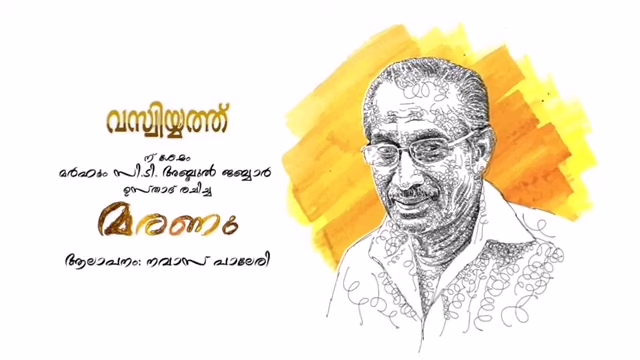 വസ്വിയ്യത്ത്
ന് ശേഷം
മർഹൂം സി.ടി. അബ്ദുൽ ജബ്ബാർ
ഉസ്താദ് രചിച്ച
മരണം
ആലാപനം: നവാസ് പാലേരി